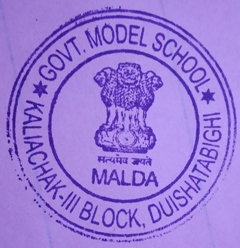 GOVT. MODEL SCHOOL
सत्यमेव जयते
MALDA
KALIACHAK-III BLOCK, DUISHATABIGHI